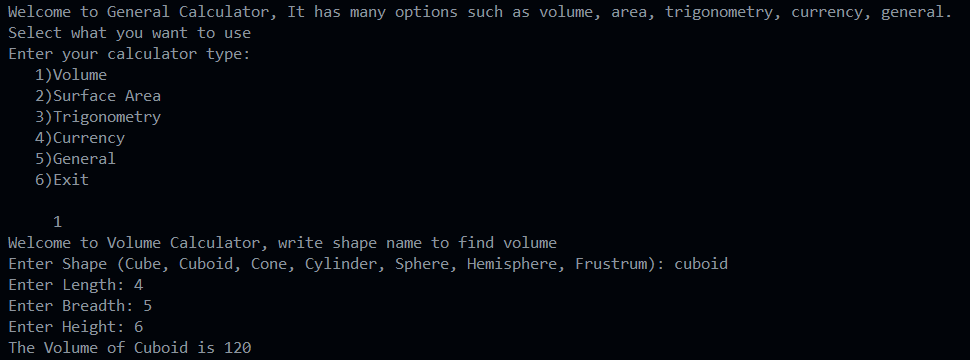 Welcome to General Calculator, It has many options such as volume, area, trigonometry, currency, general.
Select what you want to use
Enter your calculator type:
1)Volume
2)Surface Area
3)Trigonometry
4)Currency
5)General
6)Exit
1
Welcome to Volume Calculator, write shape name to find volume
Enter Shape (Cube, Cuboid, Cone, Cylinder, Sphere, Hemisphere, Frustrum): cuboid
Enter Length: 4
Enter Breadth: 5
Enter Height: 6
The Volume of Cuboid is 120